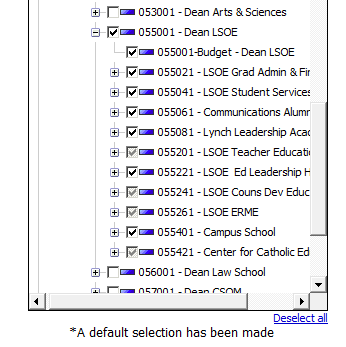 053001 - Dean Arts & Sciences
055001 - Dean LSOE
055001-Budget - Dean LSOE
055021 - LSOE Grad Admin & Fir
055041 - LSOE Student Services
055061 - Communications Alumr
055081 - Lynch Leadership Acad
055201 - LSOE Teacher Educati
055221 - LSOE  Ed Leadership H
055241 - LSOE Couns Dev Educ
055261 - LSOE ERME
055401 - Campus School
055421 - Center for Catholic Ed
056001 - Dean Law School
057001 - Dean CSOM
Deselect all
*A default selection has been made